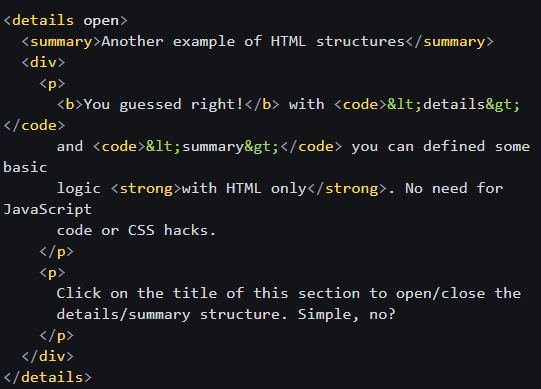 <details open>
  <summary>Another example of HTML structures</summary>
  <div>
    <p>
      <b>You guessed right!</b> with <code>&lt;details&gt;
</code>
      and <code>&lt;summary&gt;</code> you can defined some
basic
      logic <strong>with HTML only</strong>. No need for
JavaScript
      code or CSS hacks.
    </p>
    <p>
      Click on the title of this section to open/close the
      details/summary structure. Simple, no?
    </p>
  </div>
</details>